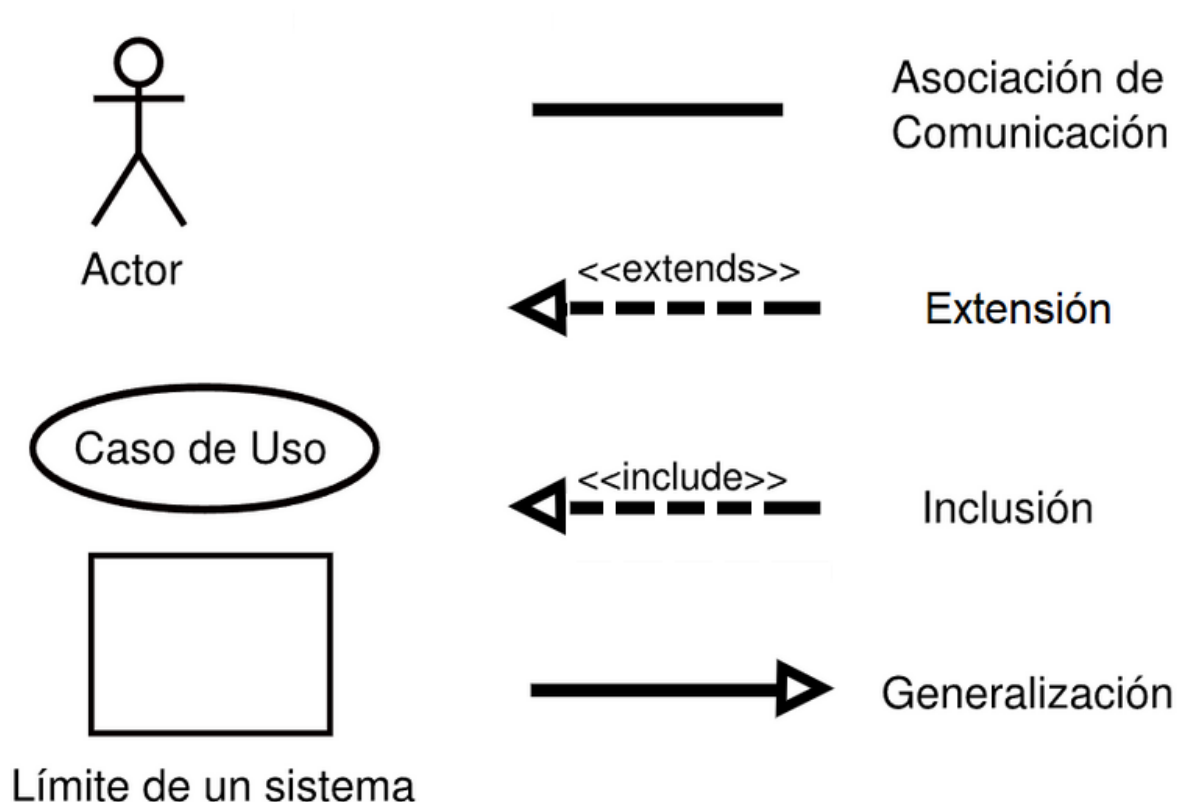 Asociación de
Comunicación
Actor
<<extends>>
Extensión
Caso de Uso
<<include>>
Inclusión
Generalización
Límite de un sistema